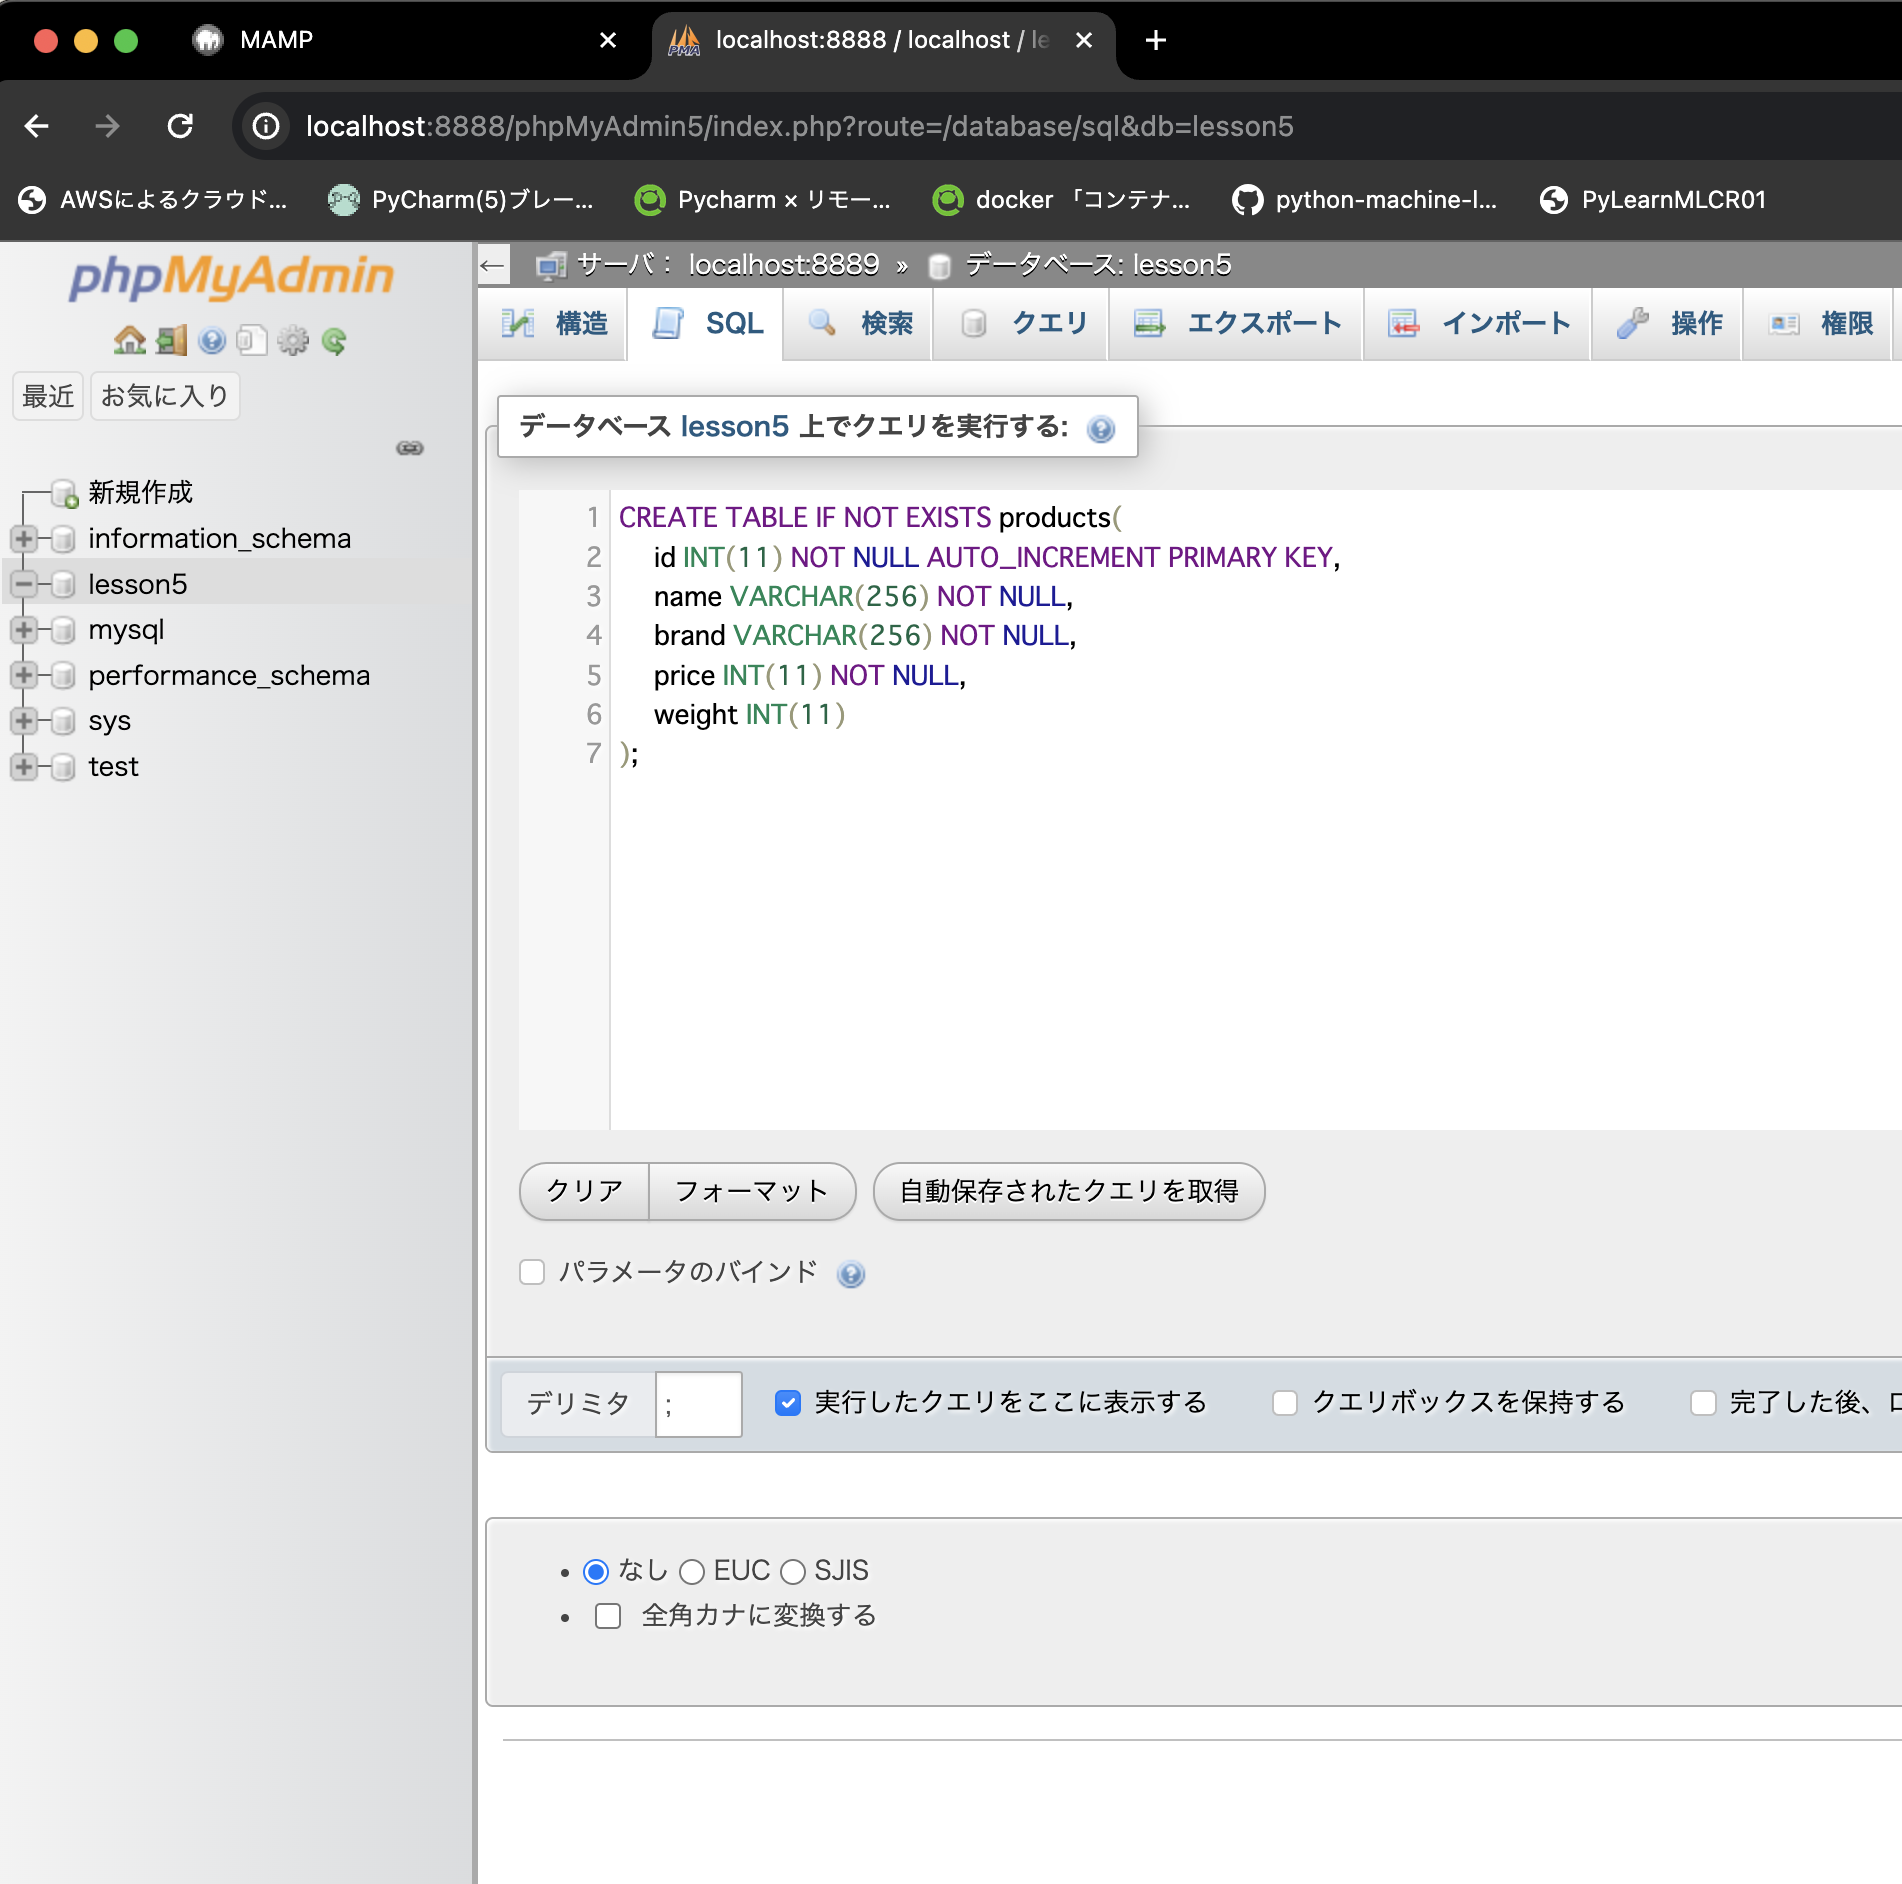 MAMP
localhost:8888 / localhost / le
localhost:8888/phpMyAdmin5/index.php?route=/database/sql&db=lesson5
AWSによるクラウド... PyCharm(5)ブレー... Pycharm × リモー... docker 「コンテナ... python-machine-l... PyLearnMLCR01
phpMyAdmin
最近 お気に入り
新規作成
information_schema
lesson5
mysql
performance_schema
sys
test
← サーバ: localhost:8889 » データベース: lesson5
構造 SQL 検索 クエリ エクスポート インポート 操作 権限
データベース lesson5 上でクエリを実行する:
1 CREATE TABLE IF NOT EXISTS products(
2 id INT(11) NOT NULL AUTO_INCREMENT PRIMARY KEY,
3 name VARCHAR(256) NOT NULL,
4 brand VARCHAR(256) NOT NULL,
5 price INT(11) NOT NULL,
6 weight INT(11)
7 );
クリア フォーマット 自動保存されたクエリを取得
パラメータのバインド
デリミタ ; 実行したクエリをここに表示する クエリボックスを保持する 完了した後、ロ
• なし EUC SJIS
• 全角カナに変換する